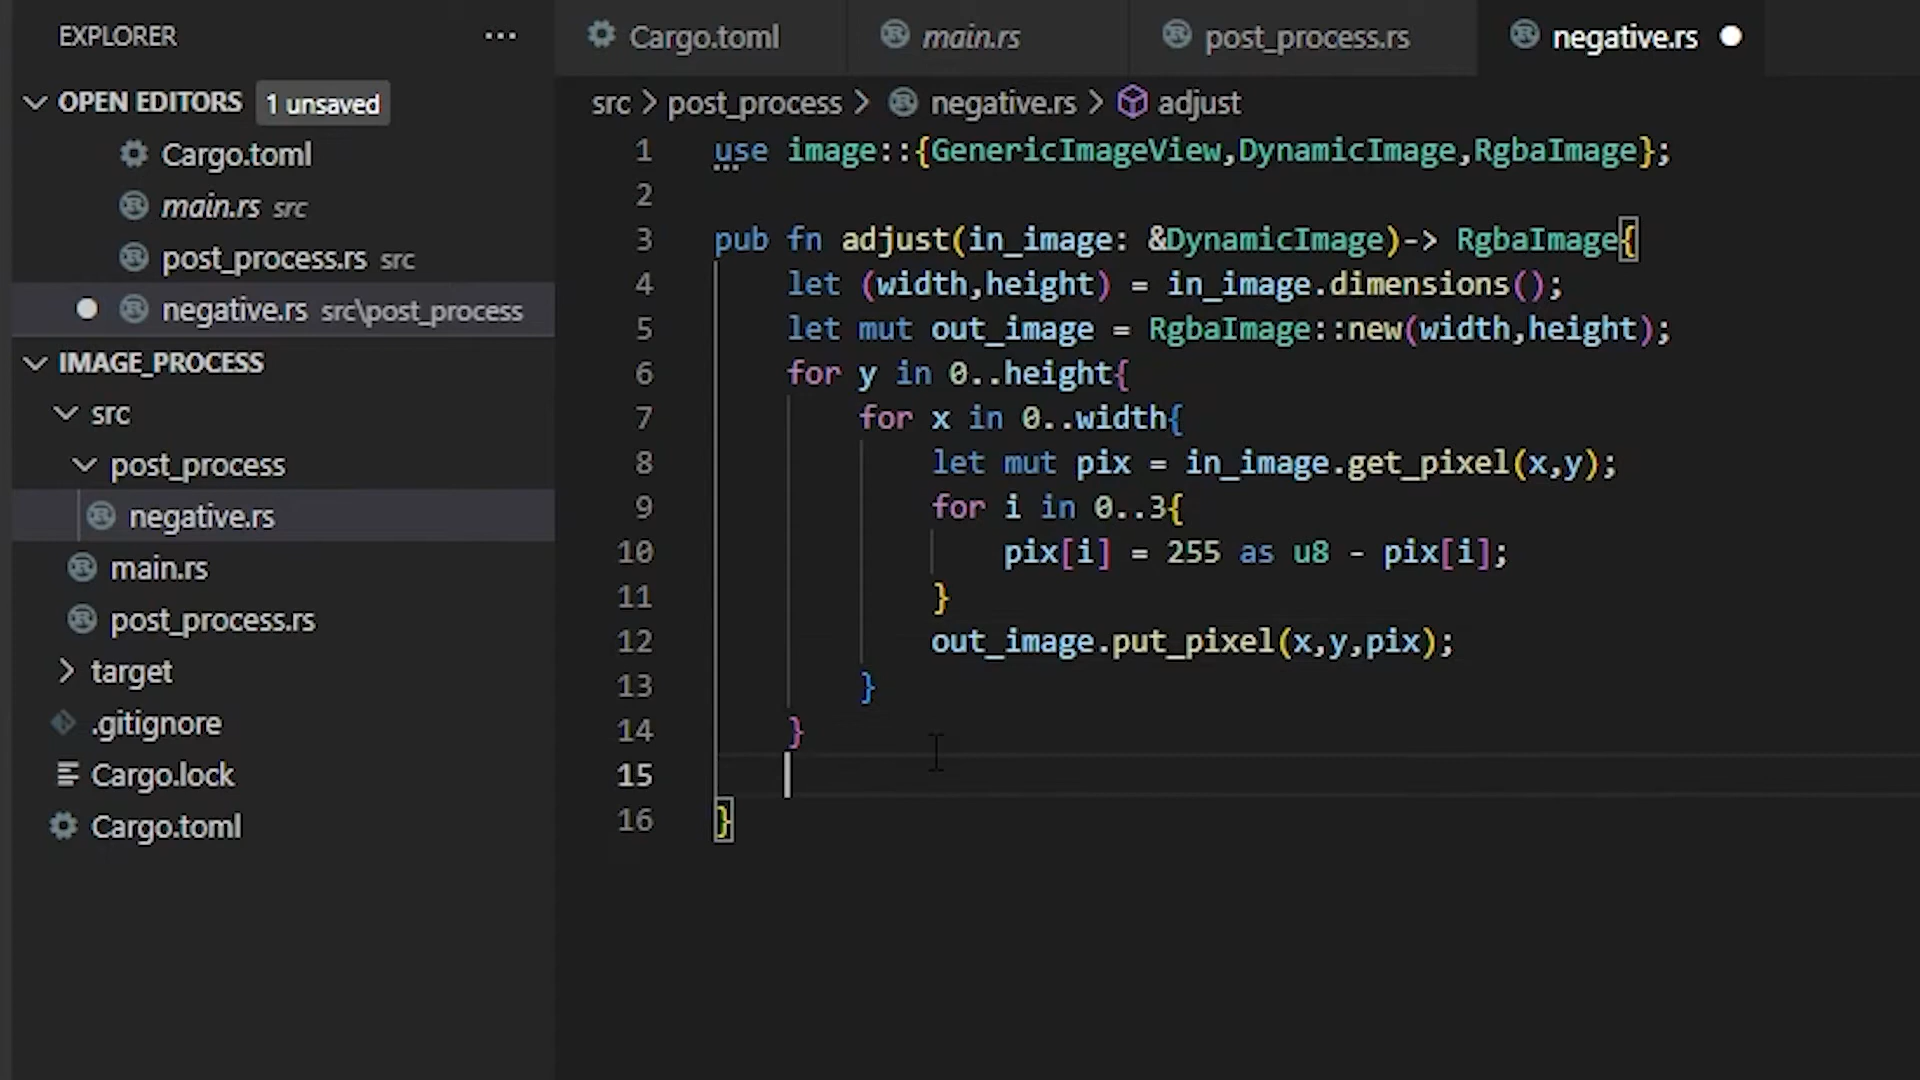 EXPLORER ...
OPEN EDITORS 1 unsaved
Cargo.toml
main.rs src
post_process.rs src
negative.rs src\post_process
IMAGE_PROCESS
src
post_process
negative.rs
main.rs
post_process.rs
target
.gitignore
Cargo.lock
Cargo.toml
Cargo.toml main.rs post_process.rs negative.rs
src > post_process > negative.rs > adjust
1 use image::{GenericImageView,DynamicImage,RgbaImage};
2
3 pub fn adjust(in_image: &DynamicImage)-> RgbaImage{
4     let (width,height) = in_image.dimensions();
5     let mut out_image = RgbaImage::new(width,height);
6     for y in 0..height{
7         for x in 0..width{
8             let mut pix = in_image.get_pixel(x,y);
9             for i in 0..3{
10                 pix[i] = 255 as u8 - pix[i];
11             }
12             out_image.put_pixel(x,y,pix);
13         }
14     }
15
16 }